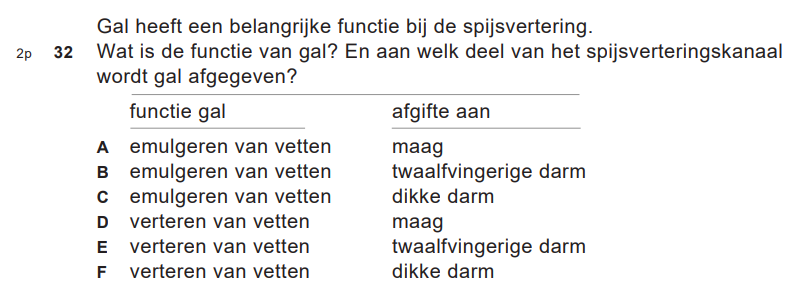 Gal heeft een belangrijke functie bij de spijsvertering.
2p 32 Wat is de functie van gal? En aan welk deel van het spijsverteringskanaal
wordt gal afgegeven?
functie gal afgifte aan
A emulgeren van vetten maag
B emulgeren van vetten twaalfvingerige darm
C emulgeren van vetten dikke darm
D verteren van vetten maag
E verteren van vetten twaalfvingerige darm
F verteren van vetten dikke darm